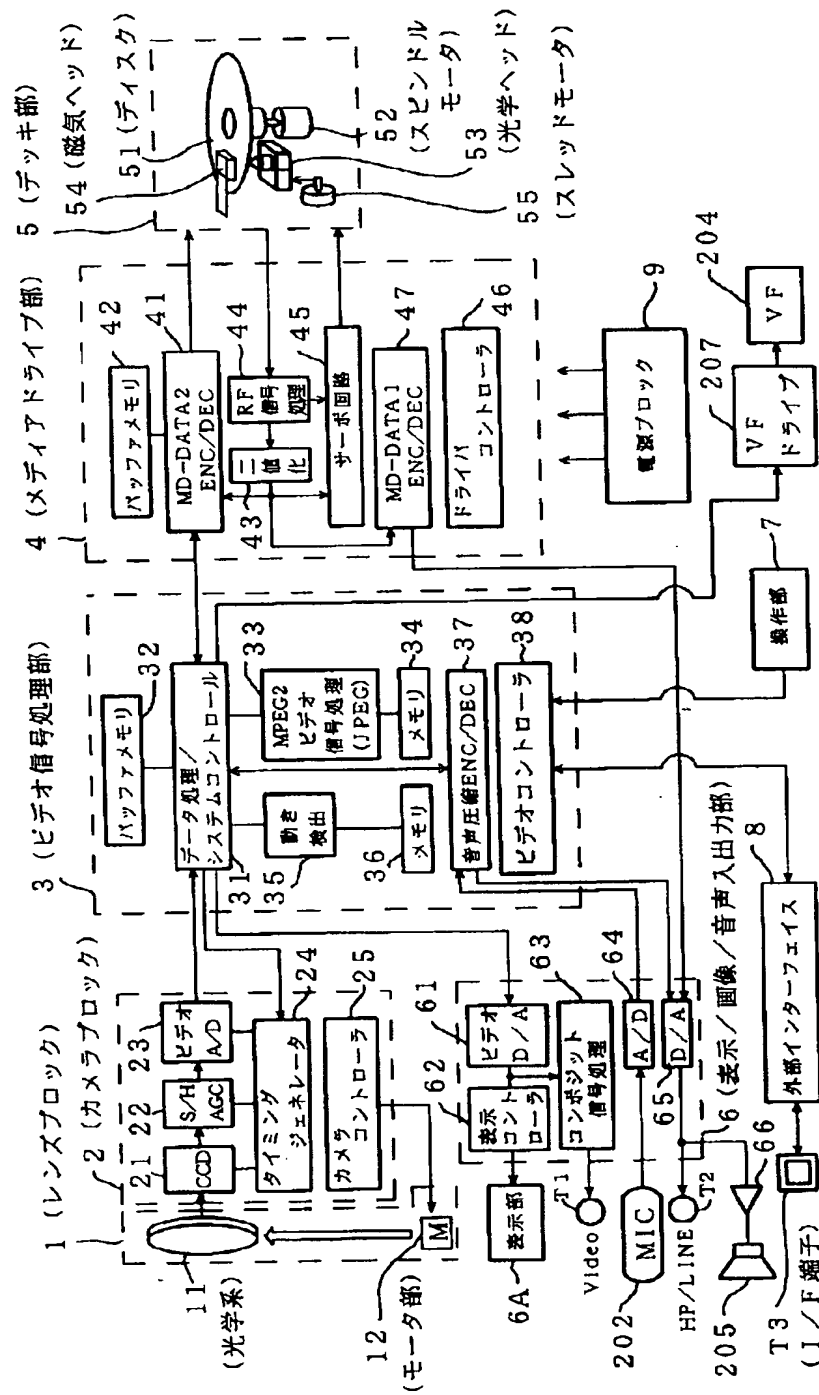 1 (レンズブロック)
2 (カメラブロック)
3 (ビデオ信号処理部)
4 (メディアドライブ部)
5 (デッキ部)
54 (磁気ヘッド)
51 (ディスク)
11
(光学系)
21
CCD
22
S/H
AGC
23
ビデオ
A/D
タイミング
ジェネレータ
24
カメラ
コントローラ
25
M
12
(モータ部)
バッファメモリ
32
データ処理/
システムコントロール
31
MPEG2
ビデオ
信号処理
(JPEG)
33
メモリ
34
動き
検出
35
メモリ
36
音声圧縮ENC/DEC
37
ビデオコントローラ
38
バッファメモリ
42
MD-DATA2
ENC/DEC
41
RF
信号
処理
44
二値
化
43
サーボ回路
45
MD-DATA1
ENC/DEC
47
ドライバ
コントローラ
46
52
(スピンドル
モータ)
53
(光学ヘッド)
55
(スレッドモータ)
ビデオ
D/A
61
表示
コント
ローラ
62
コンポジット
信号処理
63
A/D
64
D/A
65
6 (表示/画像/音声入出力部)
表示部
6A
T1
Video
MIC
202
T2
HP/LINE
66
205
外部インターフェイス
8
T3
(I/F端子)
操作部
7
電源ブロック
9
VF
ドライブ
207
VF
204